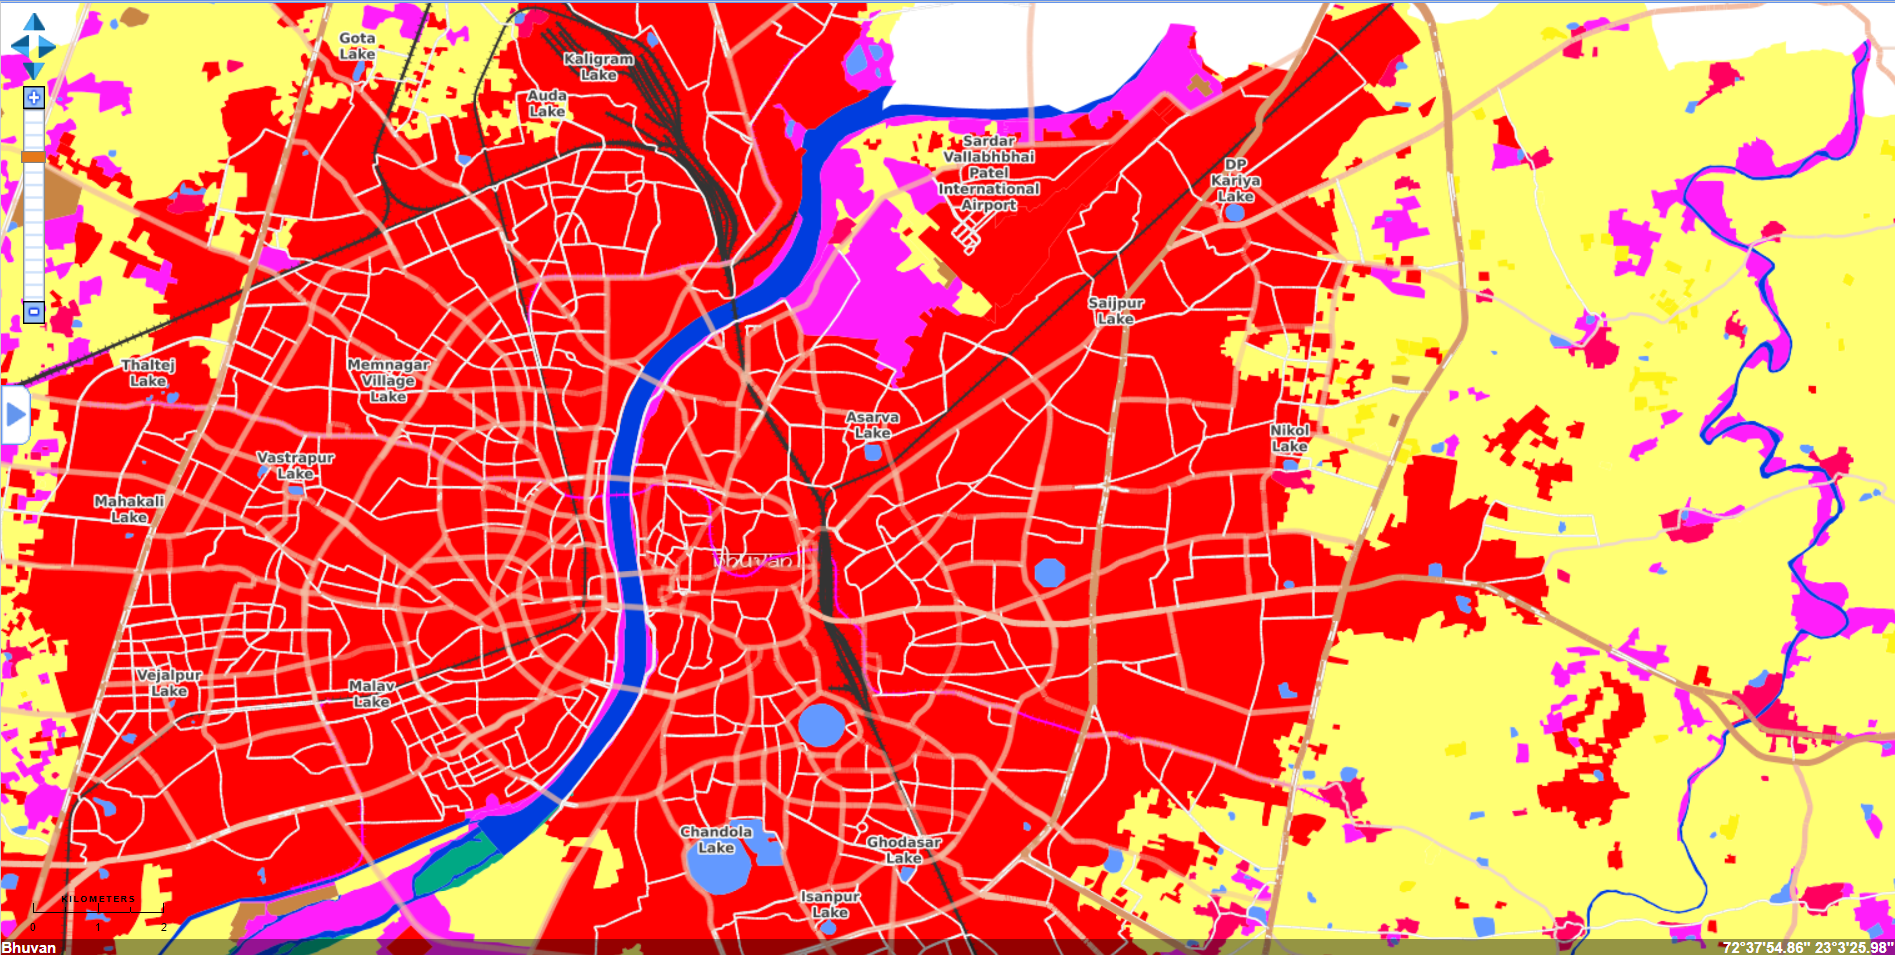 Gota
Lake
Kaligram
Lake
Auda
Lake
Sardar
Vallabhbhai
Patel
International
Airport
DP
Kariya
Lake
Saijpur
Lake
Thaltej
Lake
Memnagar
Village
Lake
Asarva
Lake
Nikol
Lake
Vastrapur
Lake
Mahakali
Lake
bhuvan
Vejalpur
Lake
Malav
Lake
Chandola
Lake
Ghodasar
Lake
Isanpur
Lake
KILOMETERS
0 1 2
Bhuvan
72°37'54.86" 23°3'25.98"